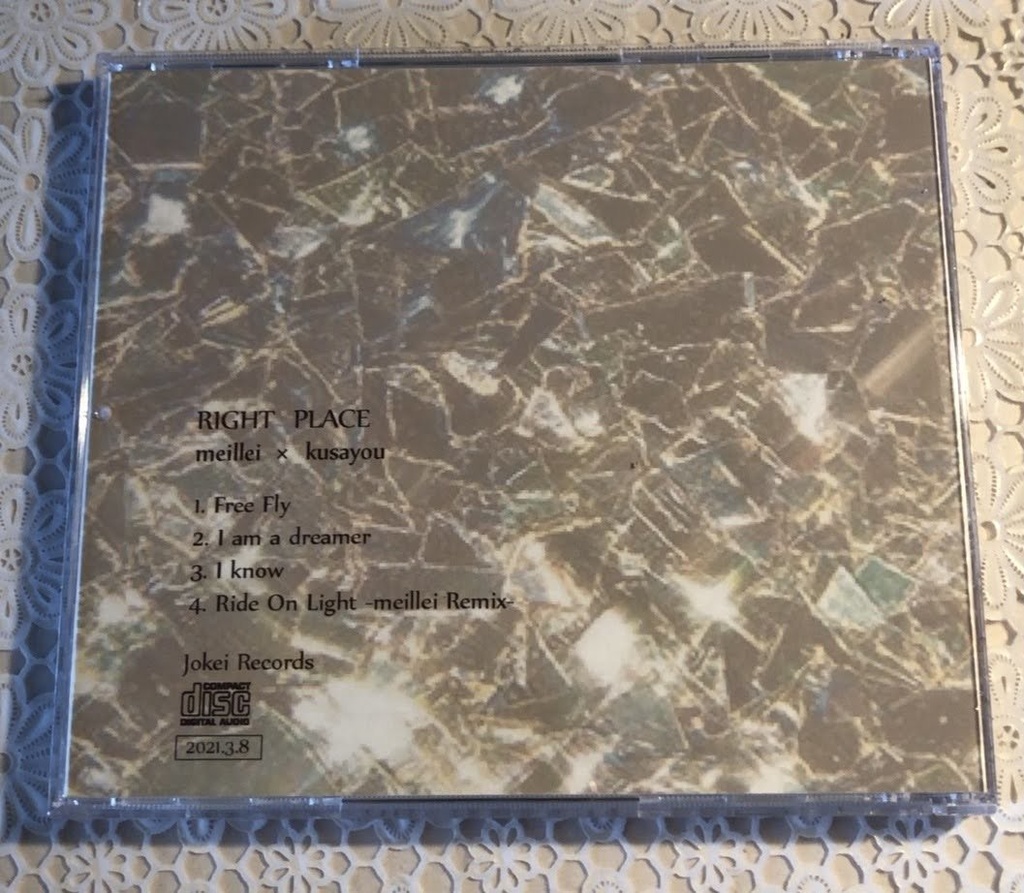 RIGHT PLACE
meillei × kusayou
1. Free Fly
2. I am a dreamer
3. I know
4. Ride On Light -meillei Remix-
Jokei Records
COMPACT
disc
DIGITAL AUDIO
2021.3.8